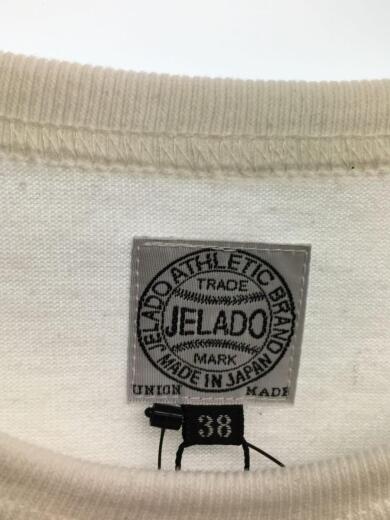 JELADO ATHLETIC BRAND
TRADE
JELADO
MARK
MADE IN JAPAN
UNION MADE
38